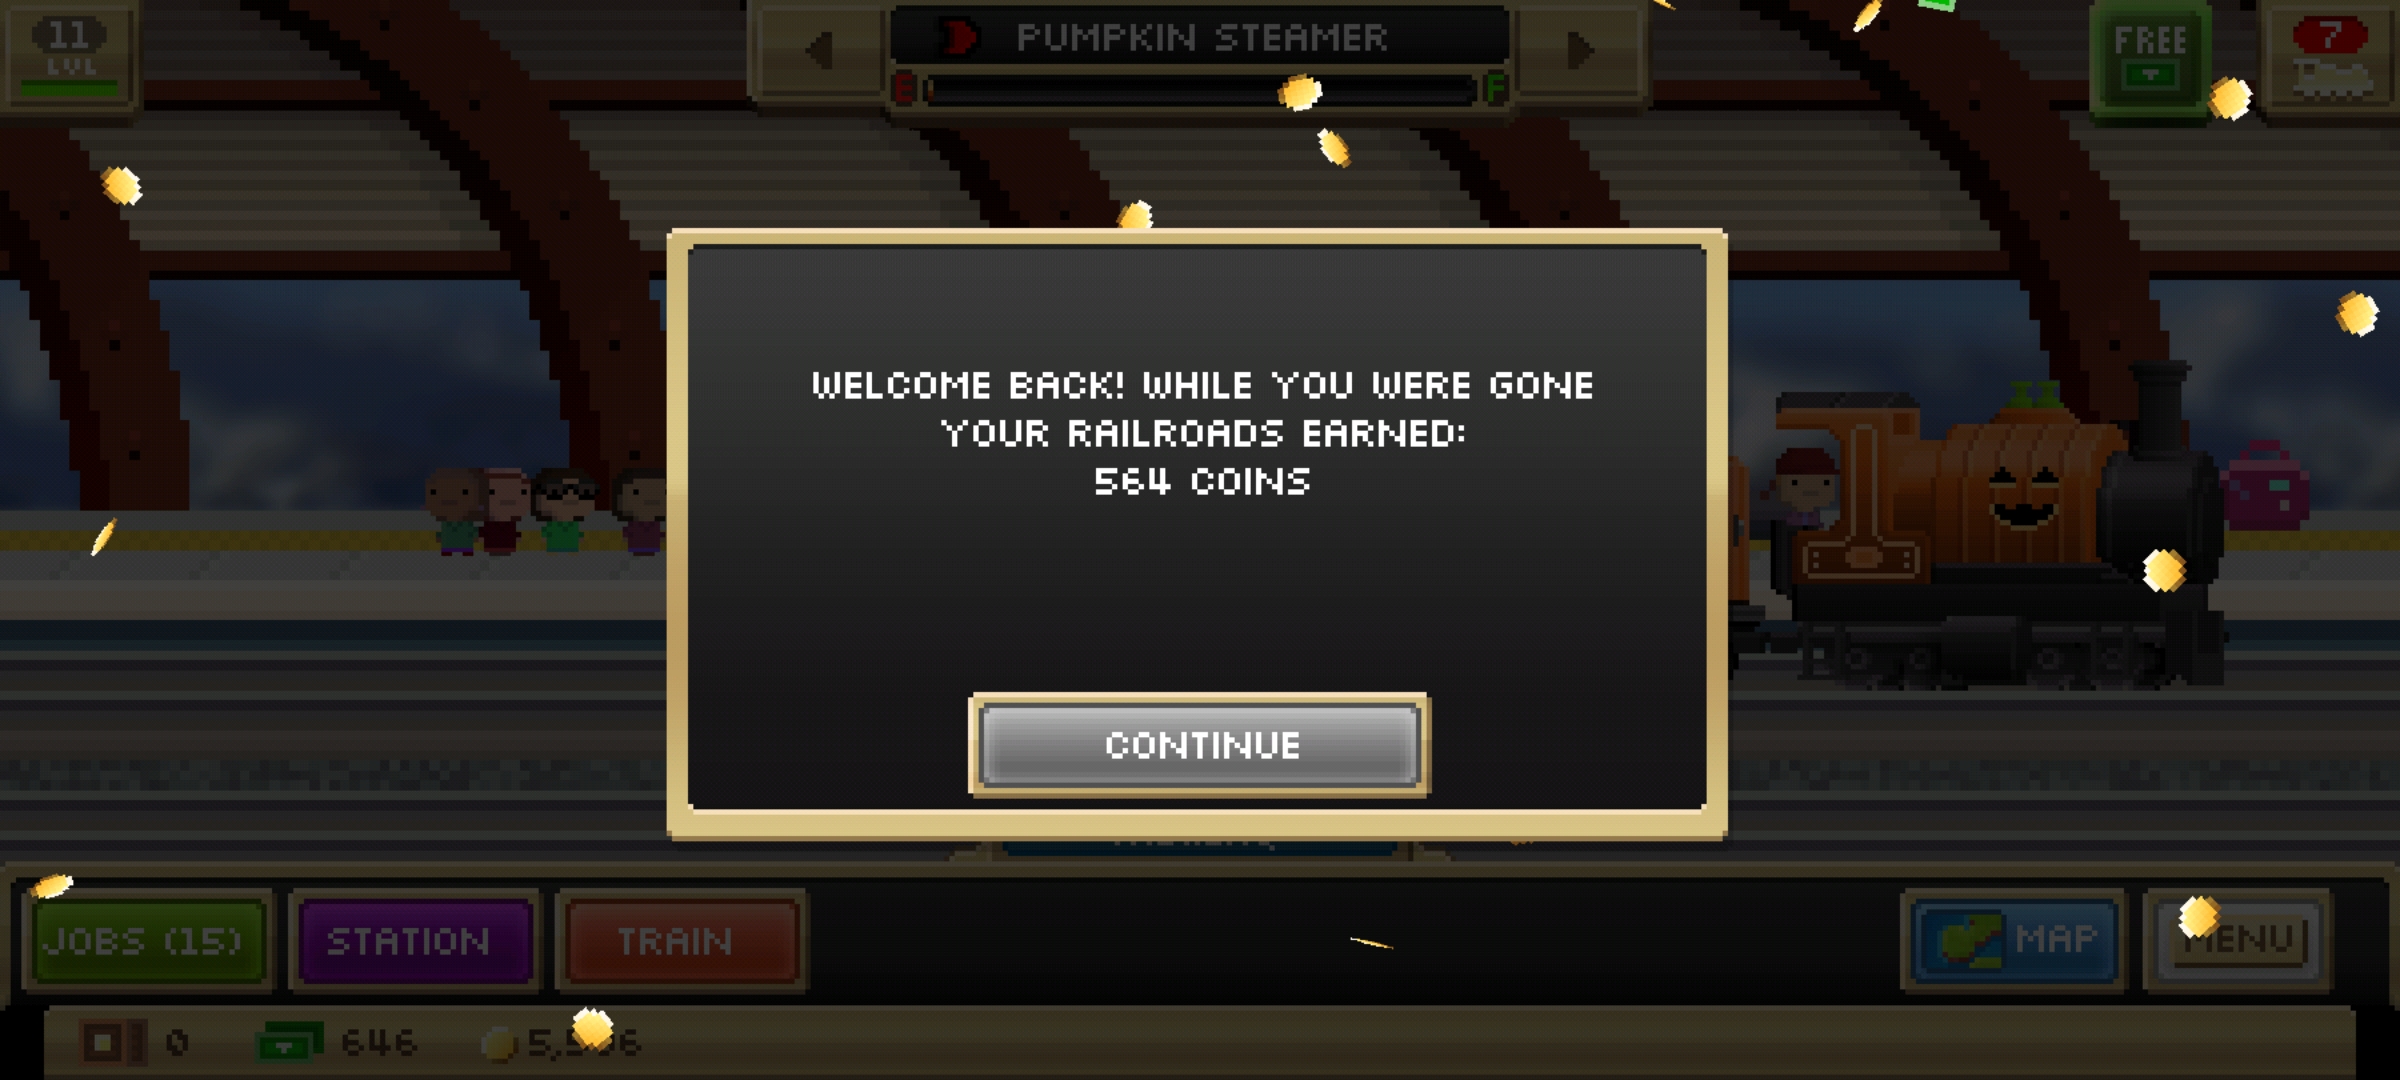 11
LVL
PUMPKIN STEAMER
E F
FREE
7
WELCOME BACK! WHILE YOU WERE GONE
YOUR RAILROADS EARNED:
564 COINS
CONTINUE
JOBS (15)
STATION
TRAIN
MAP
MENU
0
646